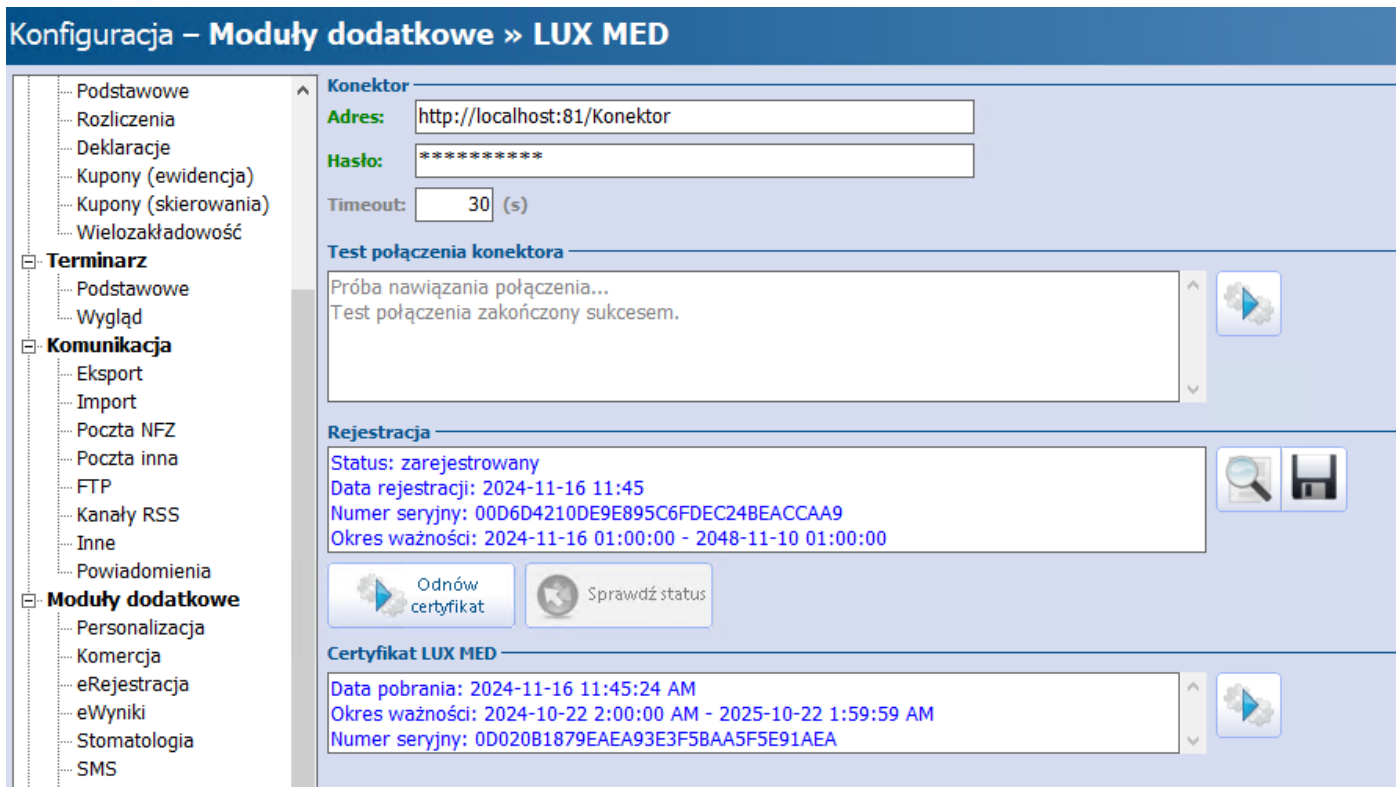 Konfiguracja – Moduły dodatkowe » LUX MED
Podstawowe
Rozliczenia
Deklaracje
Kupony (ewidencja)
Kupony (skierowania)
Wielozakładowość
Terminarz
Podstawowe
Wygląd
Komunikacja
Eksport
Import
Poczta NFZ
Poczta inna
FTP
Kanały RSS
Inne
Powiadomienia
Moduły dodatkowe
Personalizacja
Komercja
eRejestracja
eWyniki
Stomatologia
SMS
Konektor
Adres: http://localhost:81/Konektor
Hasło: **********
Timeout: 30 (s)
Test połączenia konektora
Próba nawiązania połączenia...
Test połączenia zakończony sukcesem.
Rejestracja
Status: zarejestrowany
Data rejestracji: 2024-11-16 11:45
Numer seryjny: 00D6D4210DE9E895C6FDEC24BEACCAA9
Okres ważności: 2024-11-16 01:00:00 - 2048-11-10 01:00:00
Odnów
certyfikat
Sprawdź status
Certyfikat LUX MED
Data pobrania: 2024-11-16 11:45:24 AM
Okres ważności: 2024-10-22 2:00:00 AM - 2025-10-22 1:59:59 AM
Numer seryjny: 0D020B1879EAEA93E3F5BAA5F5E91AEA